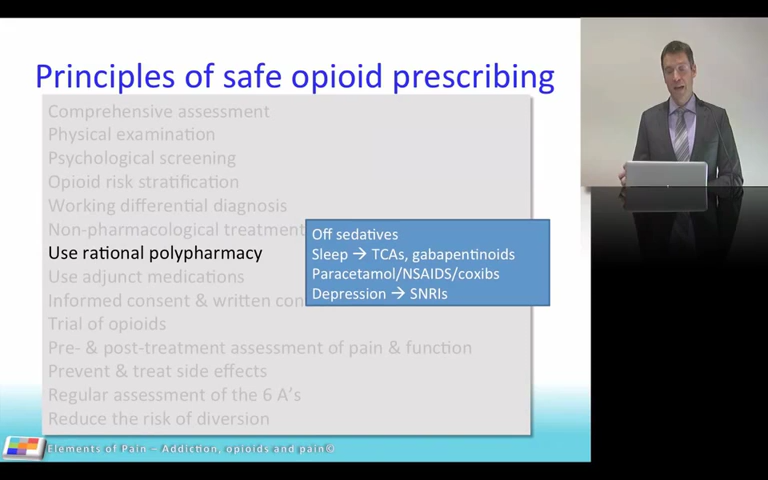 Principles of safe opioid prescribing
Comprehensive assessment
Physical examination
Psychological screening
Opioid risk stratification
Working differential diagnosis
Non-pharmacological treatment
Use rational polypharmacy
Off sedatives
Sleep → TCAs, gabapentinoids
Paracetamol/NSAIDS/coxibs
Depression → SNRIs
Use adjunct medications
Informed consent & written con
Trial of opioids
Pre- & post-treatment assessment of pain & function
Prevent & treat side effects
Regular assessment of the 6 A's
Reduce the risk of diversion
Elements of Pain – Addiction, opioids and pain©